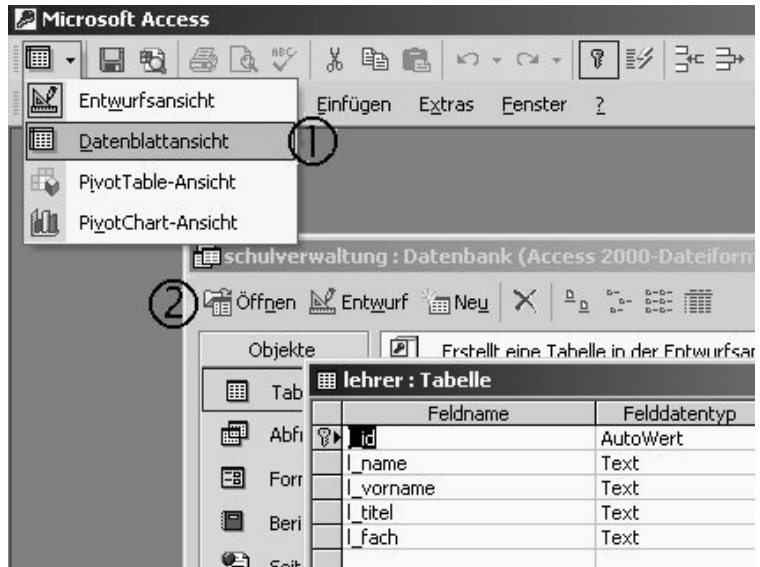 Microsoft Access
Entwurfsansicht Einfügen Extras Fenster ?
Datenblattansicht ①
PivotTable-Ansicht
PivotChart-Ansicht
schulverwaltung : Datenbank (Access 2000-Dateiform
② Öffnen Entwurf Neu
Objekte Erstellt eine Tabelle in der Entwurfsan
Tab lehrer : Tabelle
Feldname Felddatentyp
Abfr l_id AutoWert
l_name Text
Forr l_vorname Text
l_titel Text
Beri l_fach Text
Seit